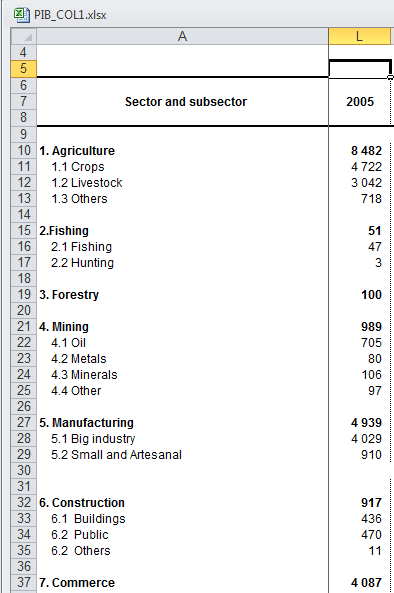 PIB_COL1.xlsx
A L
4
5
6
7 Sector and subsector 2005
8
9
10 1. Agriculture 8 482
11 1.1 Crops 4 722
12 1.2 Livestock 3 042
13 1.3 Others 718
14
15 2.Fishing 51
16 2.1 Fishing 47
17 2.2 Hunting 3
18
19 3. Forestry 100
20
21 4. Mining 989
22 4.1 Oil 705
23 4.2 Metals 80
24 4.3 Minerals 106
25 4.4 Other 97
26
27 5. Manufacturing 4 939
28 5.1 Big industry 4 029
29 5.2 Small and Artesanal 910
30
31
32 6. Construction 917
33 6.1 Buildings 436
34 6.2 Public 470
35 6.2 Others 11
36
37 7. Commerce 4 087